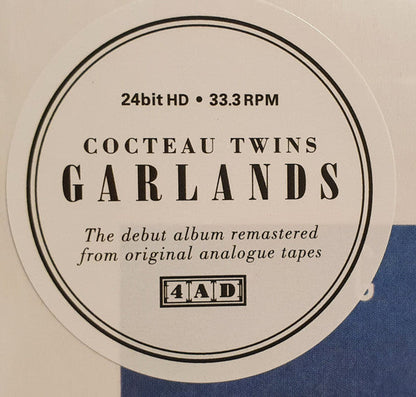 24bit HD • 33.3 RPM
COCTEAU TWINS
GARLANDS
The debut album remastered
from original analogue tapes
4AD